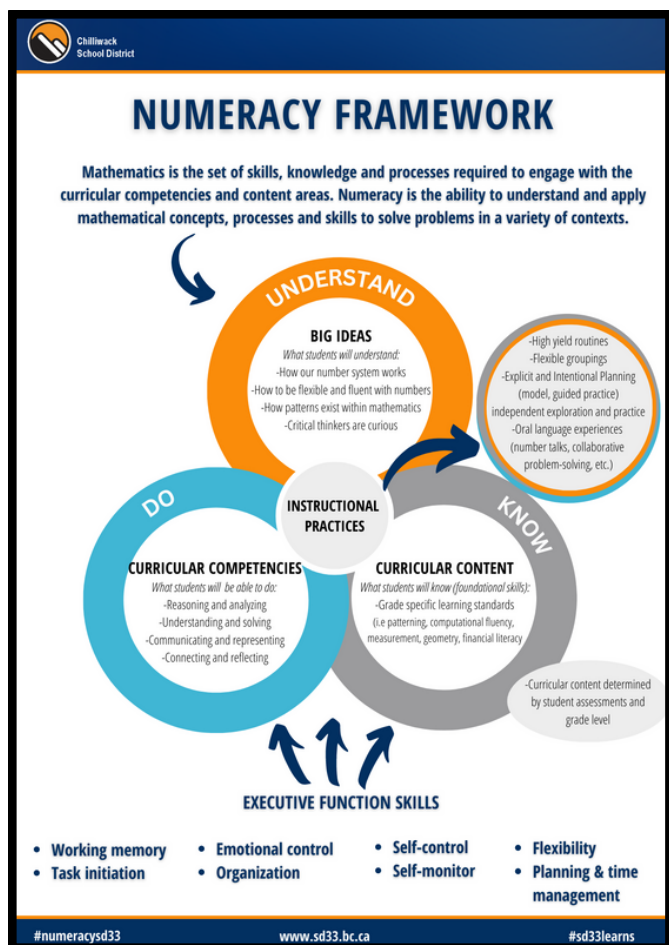 Chilliwack
School District
NUMERACY FRAMEWORK
Mathematics is the set of skills, knowledge and processes required to engage with the
curricular competencies and content areas. Numeracy is the ability to understand and apply
mathematical concepts, processes and skills to solve problems in a variety of contexts.
UNDERSTAND
BIG IDEAS
What students will understand:
-How our number system works
-How to be flexible and fluent with numbers
-How patterns exist within mathematics
-Critical thinkers are curious
-High yield routines
-Flexible groupings
-Explicit and Intentional Planning
(model, guided practice)
independent exploration and practice
-Oral language experiences
(number talks, collaborative
problem-solving, etc.)
INSTRUCTIONAL
PRACTICES
DO
CURRICULAR COMPETENCIES
What students will be able to do:
-Reasoning and analyzing
-Understanding and solving
-Communicating and representing
-Connecting and reflecting
KNOW
CURRICULAR CONTENT
What students will know (foundational skills):
-Grade specific learning standards
(i.e patterning, computational fluency,
measurement, geometry, financial literacy
-Curricular content determined
by student assessments and
grade level
EXECUTIVE FUNCTION SKILLS
• Working memory
• Task initiation
• Emotional control
• Organization
• Self-control
• Self-monitor
• Flexibility
• Planning & time
management
#numeracysd33
www.sd33.bc.ca
#sd33learns